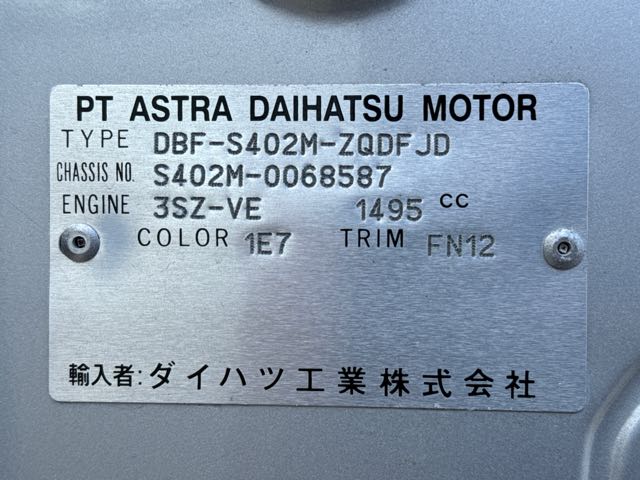 PT ASTRA DAIHATSU MOTOR
TYPE DBF-S402M-ZQDFJD
CHASSIS NO. S402M-0068587
ENGINE 3SZ-VE 1495 CC
COLOR 1E7 TRIM FN12
輸入者: ダイハツ工業株式会社